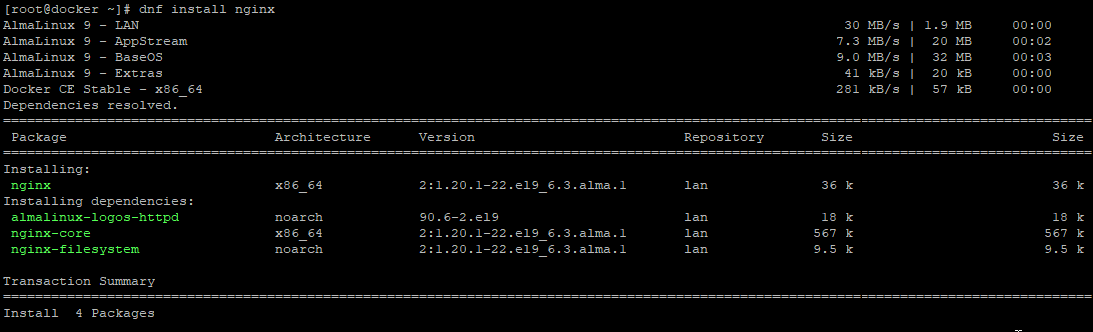 [root@docker ~]# dnf install nginx
AlmaLinux 9 - LAN 30 MB/s | 1.9 MB 00:00
AlmaLinux 9 - AppStream 7.3 MB/s | 20 MB 00:02
AlmaLinux 9 - BaseOS 9.0 MB/s | 32 MB 00:03
AlmaLinux 9 - Extras 41 kB/s | 20 kB 00:00
Docker CE Stable - x86_64 281 kB/s | 57 kB 00:00
Dependencies resolved.
Package Architecture Version Repository Size Size
Installing:
nginx x86_64 2:1.20.1-22.el9_6.3.alma.1 lan 36 k 36 k
Installing dependencies:
almalinux-logos-httpd noarch 90.6-2.el9 lan 18 k 18 k
nginx-core x86_64 2:1.20.1-22.el9_6.3.alma.1 lan 567 k 567 k
nginx-filesystem noarch 2:1.20.1-22.el9_6.3.alma.1 lan 9.5 k 9.5 k
Transaction Summary
Install 4 Packages